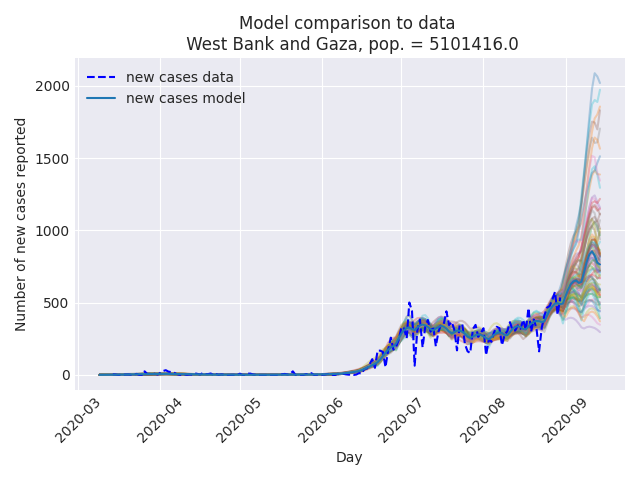 Model comparison to data
West Bank and Gaza, pop. = 5101416.0
new cases data
new cases model
Number of new cases reported
2000
1500
1000
500
0
2020-03
2020-04
2020-05
2020-06
2020-07
2020-08
2020-09
Day